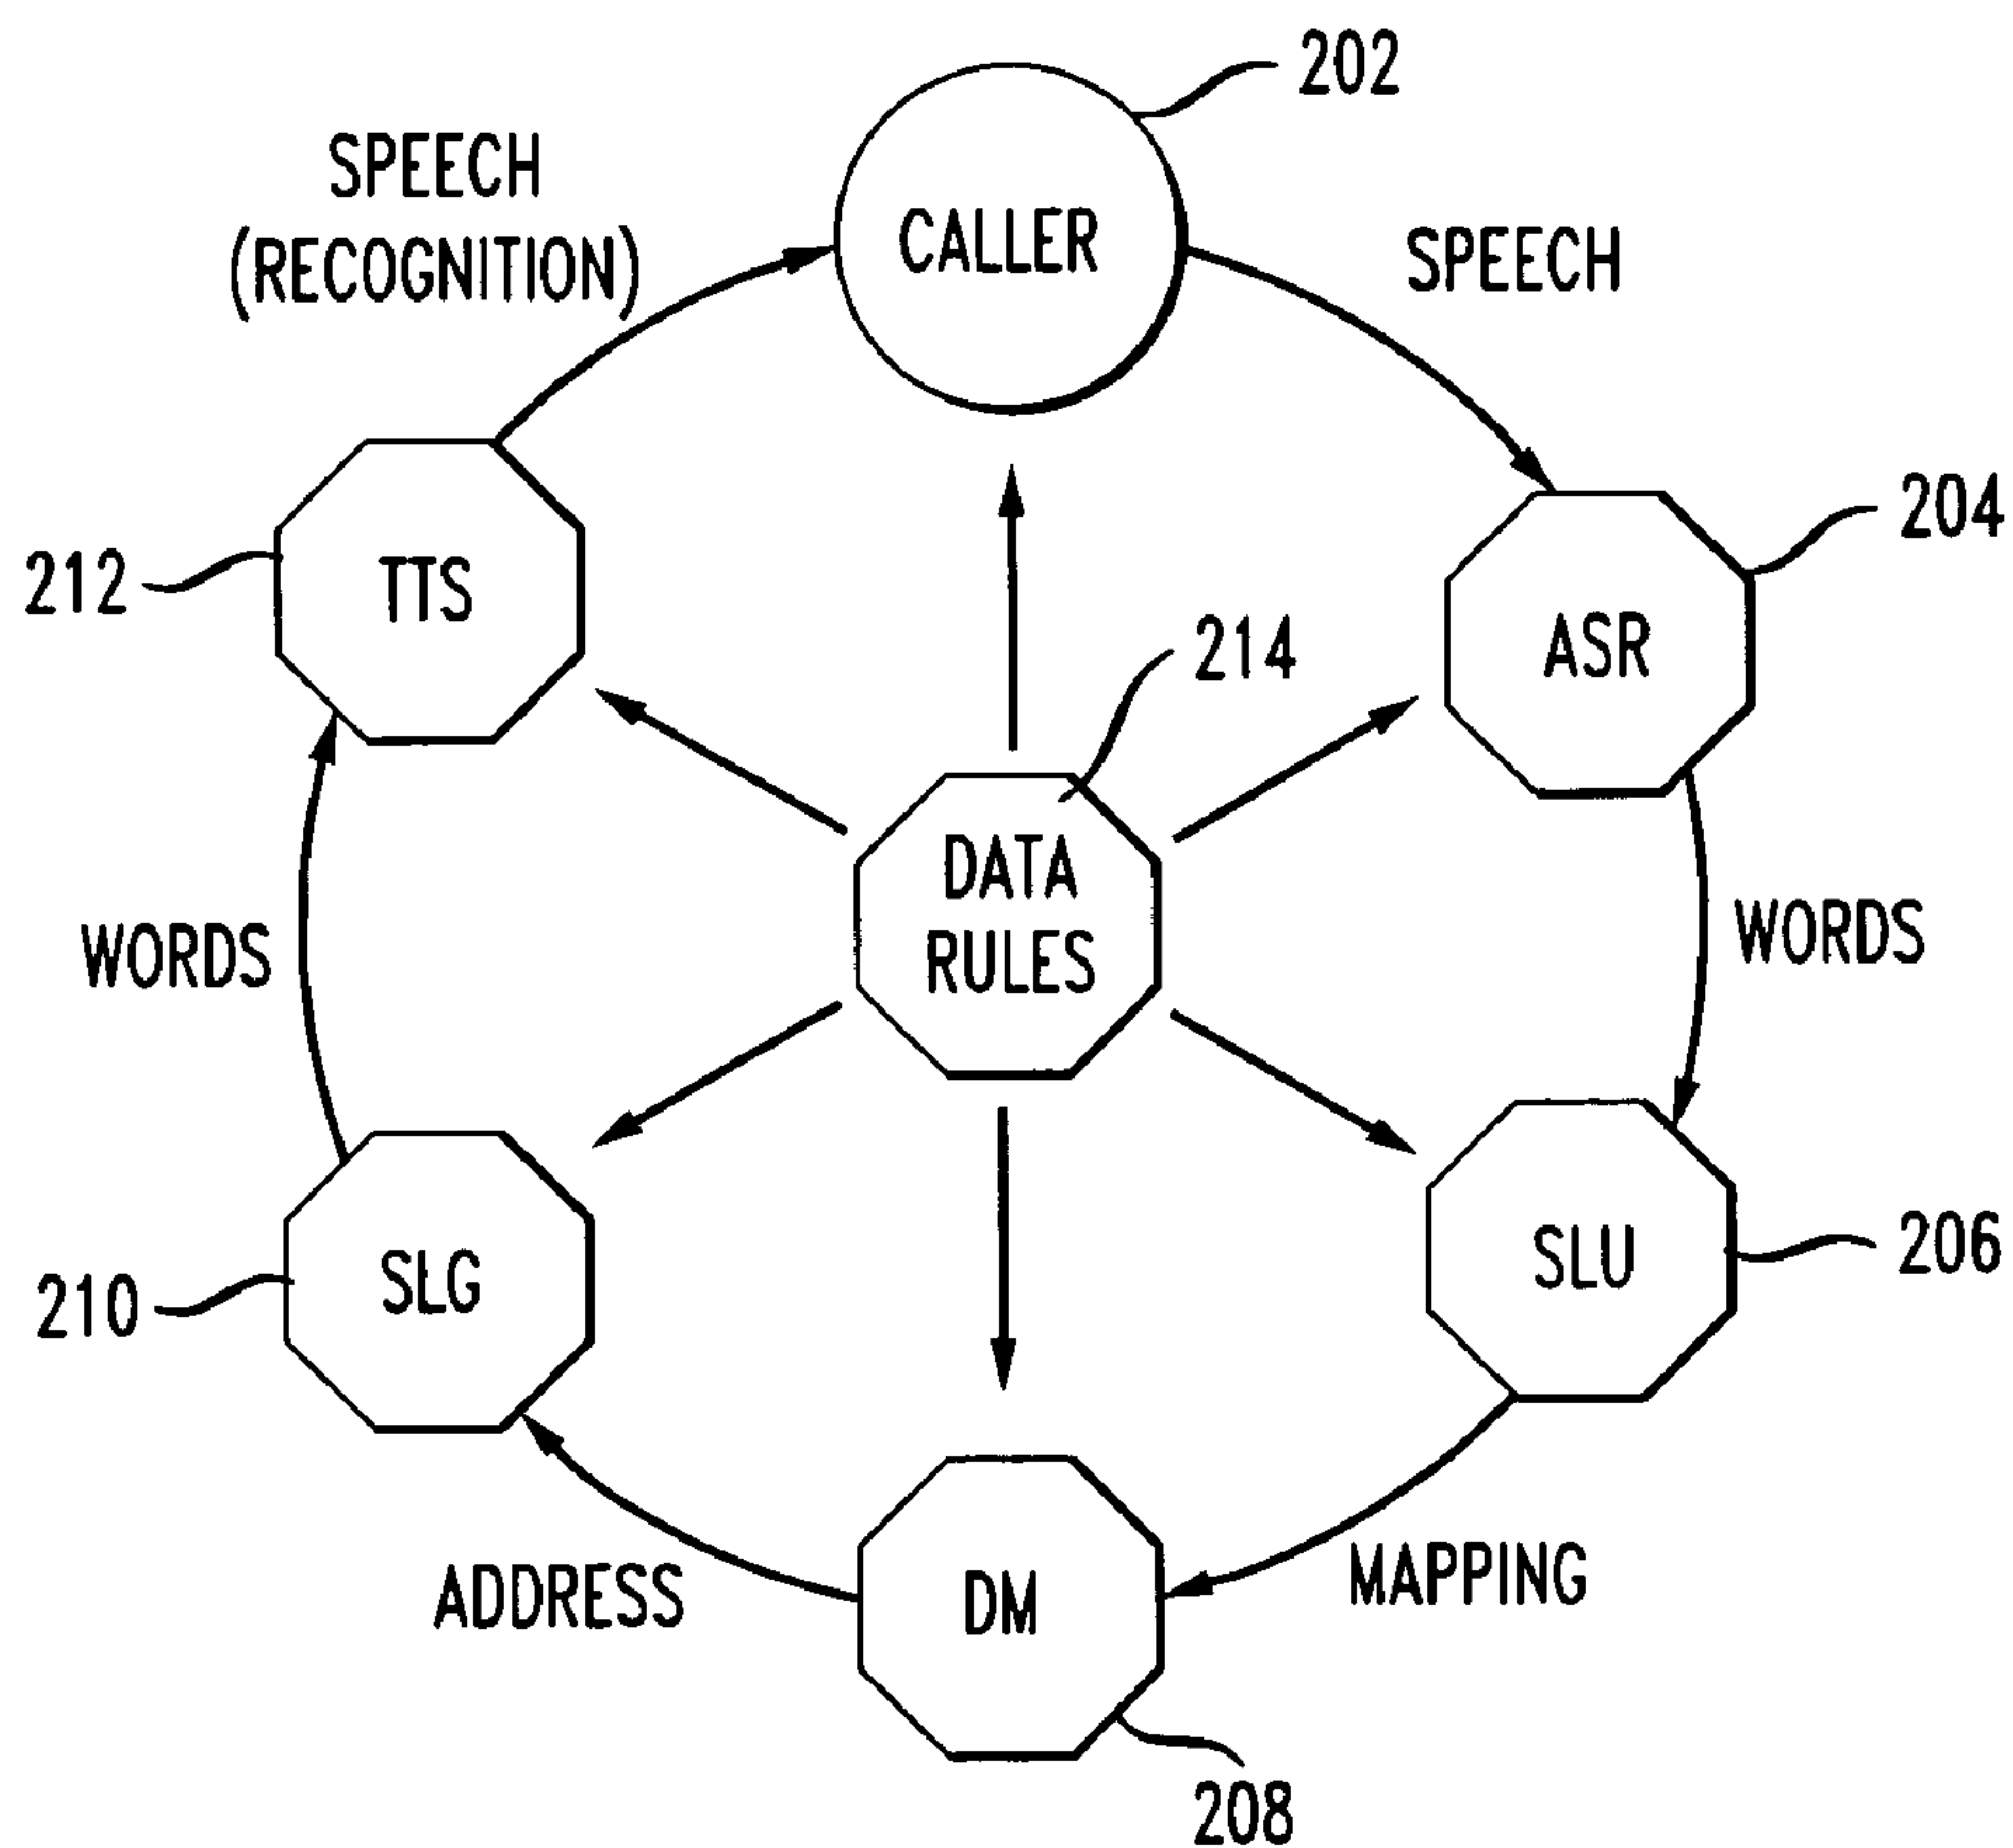 202
SPEECH
(RECOGNITION)
CALLER
SPEECH
204
212
TTS
ASR
214
DATA
RULES
WORDS
WORDS
206
SLU
210
SLG
ADDRESS
DM
MAPPING
208